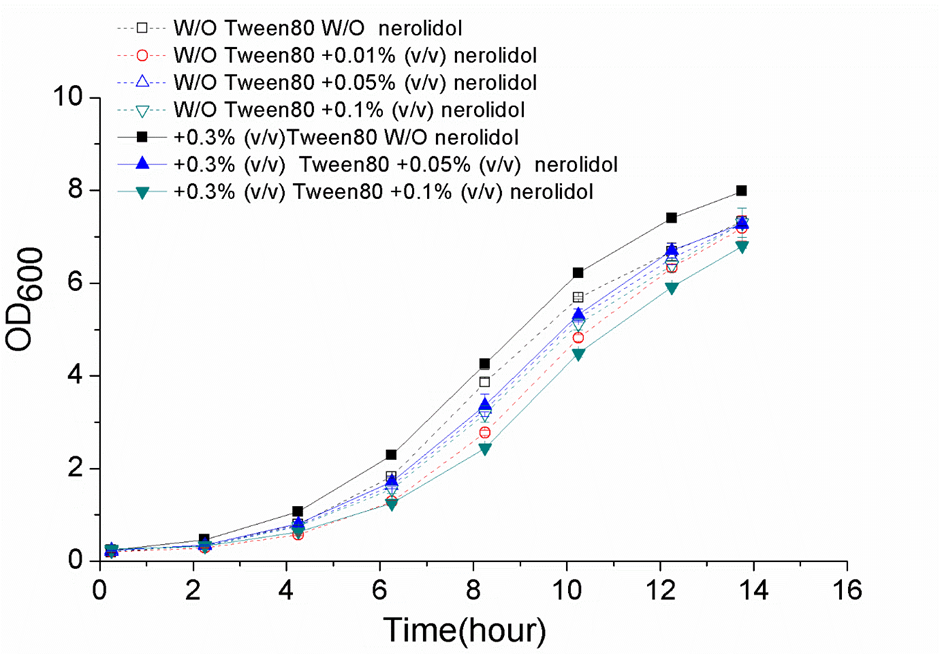 W/O Tween80 W/O nerolidol
W/O Tween80 +0.01% (v/v) nerolidol
W/O Tween80 +0.05% (v/v) nerolidol
W/O Tween80 +0.1% (v/v) nerolidol
+0.3% (v/v)Tween80 W/O nerolidol
+0.3% (v/v) Tween80 +0.05% (v/v) nerolidol
+0.3% (v/v) Tween80 +0.1% (v/v) nerolidol
10
8
6
4
2
0
OD600
0 2 4 6 8 10 12 14 16
Time(hour)